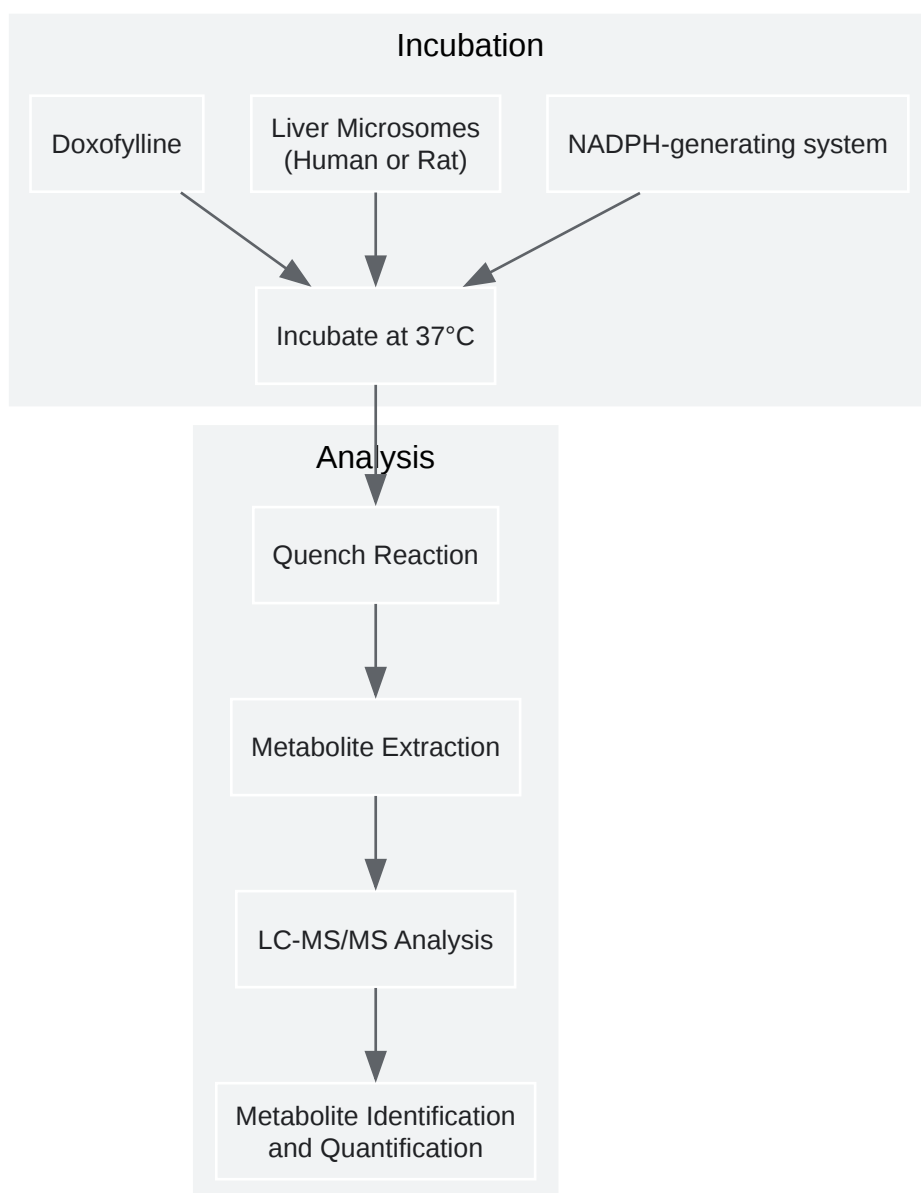 Incubation
Doxofylline
Liver Microsomes
(Human or Rat)
NADPH-generating system
Incubate at 37°C
Analysis
Quench Reaction
Metabolite Extraction
LC-MS/MS Analysis
Metabolite Identification
and Quantification